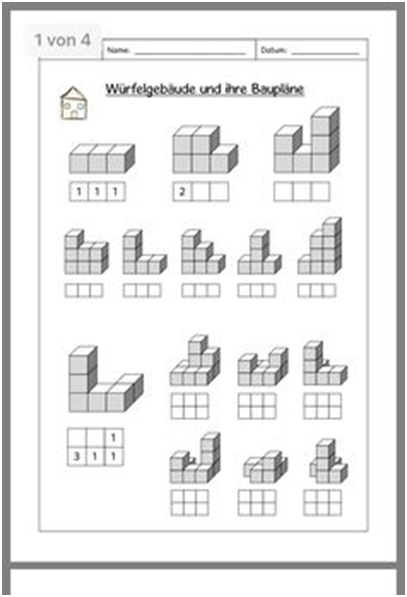 1 von 4
Name: Datum:
Würfelgebäude und ihre Baupläne
1 1 1
2
1
3 1 1